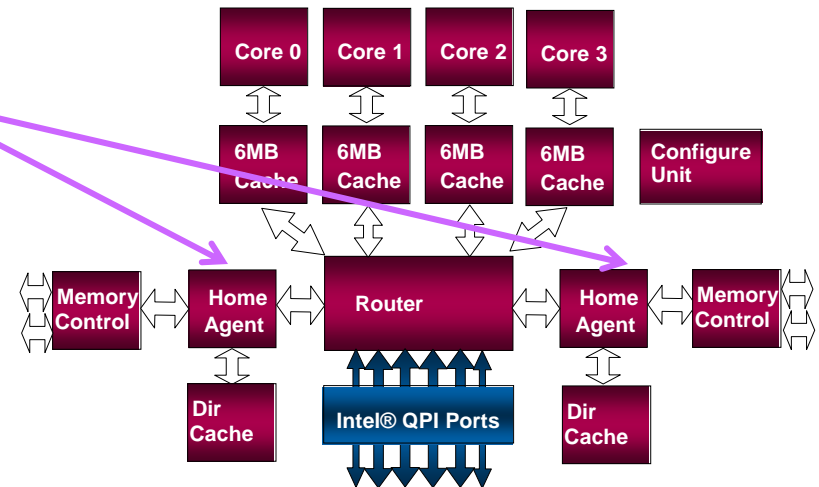 Core 0
Core 1
Core 2
Core 3
6MB
Cache
6MB
Cache
6MB
Cache
6MB
Cache
Configure
Unit
Memory
Control
Home
Agent
Router
Home
Agent
Memory
Control
Dir
Cache
Intel® QPI Ports
Dir
Cache